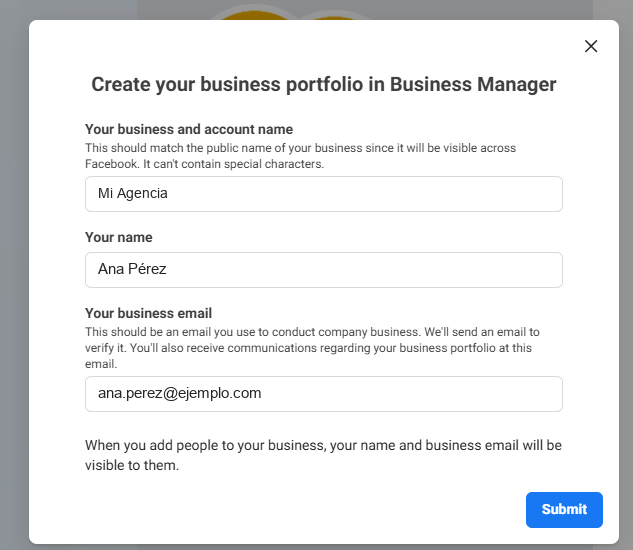 Create your business portfolio in Business Manager
Your business and account name
This should match the public name of your business since it will be visible across
Facebook. It can't contain special characters.
Mi Agencia
Your name
Ana Pérez
Your business email
This should be an email you use to conduct company business. We'll send an email to
verify it. You'll also receive communications regarding your business portfolio at this
email.
ana.perez@ejemplo.com
When you add people to your business, your name and business email will be
visible to them.
Submit